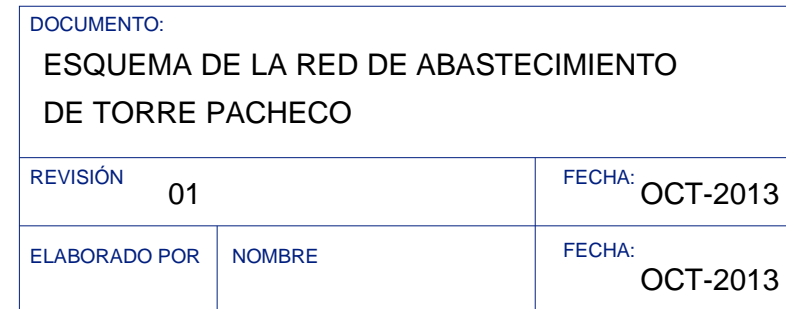 DOCUMENTO:
ESQUEMA DE LA RED DE ABASTECIMIENTO
DE TORRE PACHECO
REVISIÓN 01 FECHA: OCT-2013
ELABORADO POR NOMBRE FECHA: OCT-2013